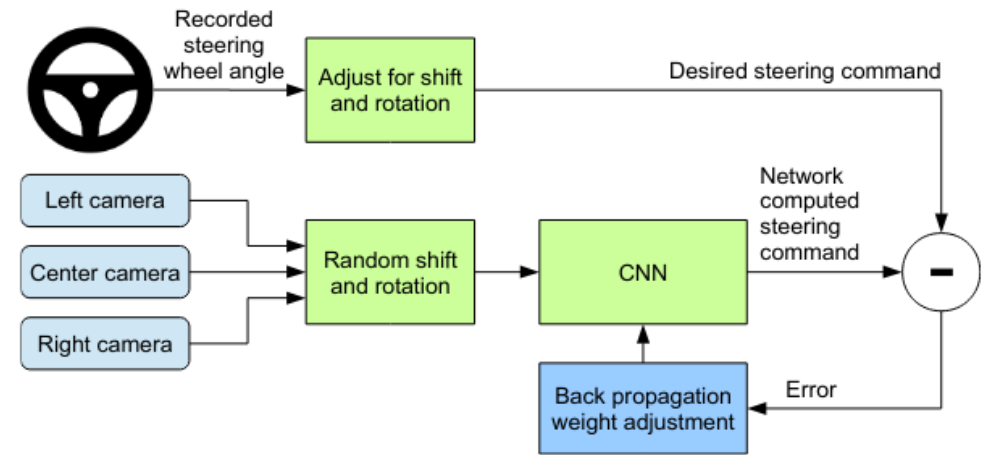 Recorded
steering
wheel angle
Adjust for shift
and rotation
Desired steering command
Left camera
Center camera
Right camera
Random shift
and rotation
CNN
Network
computed
steering
command
-
Back propagation
weight adjustment
Error